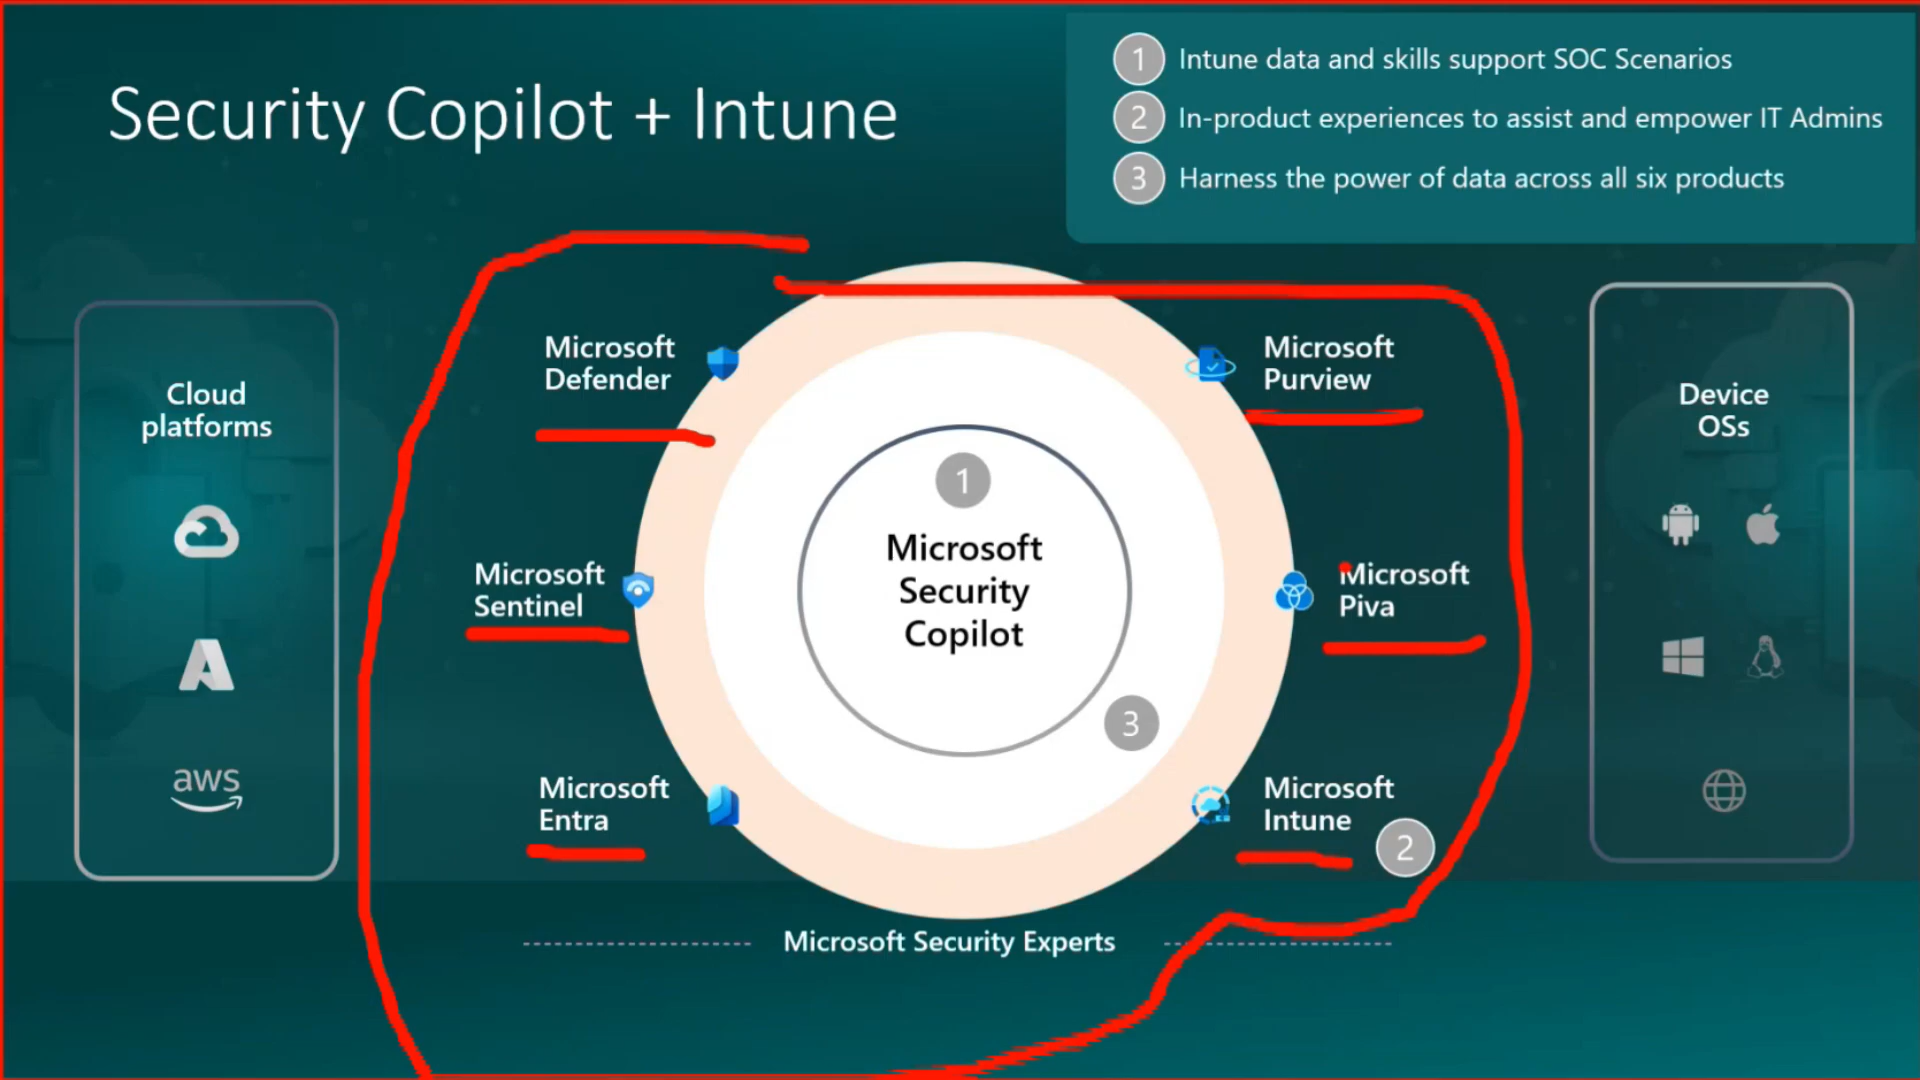 Security Copilot + Intune
1 Intune data and skills support SOC Scenarios
2 In-product experiences to assist and empower IT Admins
3 Harness the power of data across all six products
Cloud
platforms
aws
Microsoft
Defender
Microsoft
Sentinel
Microsoft
Entra
1
Microsoft
Security
Copilot
3
Microsoft
Purview
Microsoft
Piva
Microsoft
Intune
2
Microsoft Security Experts
Device
OSs